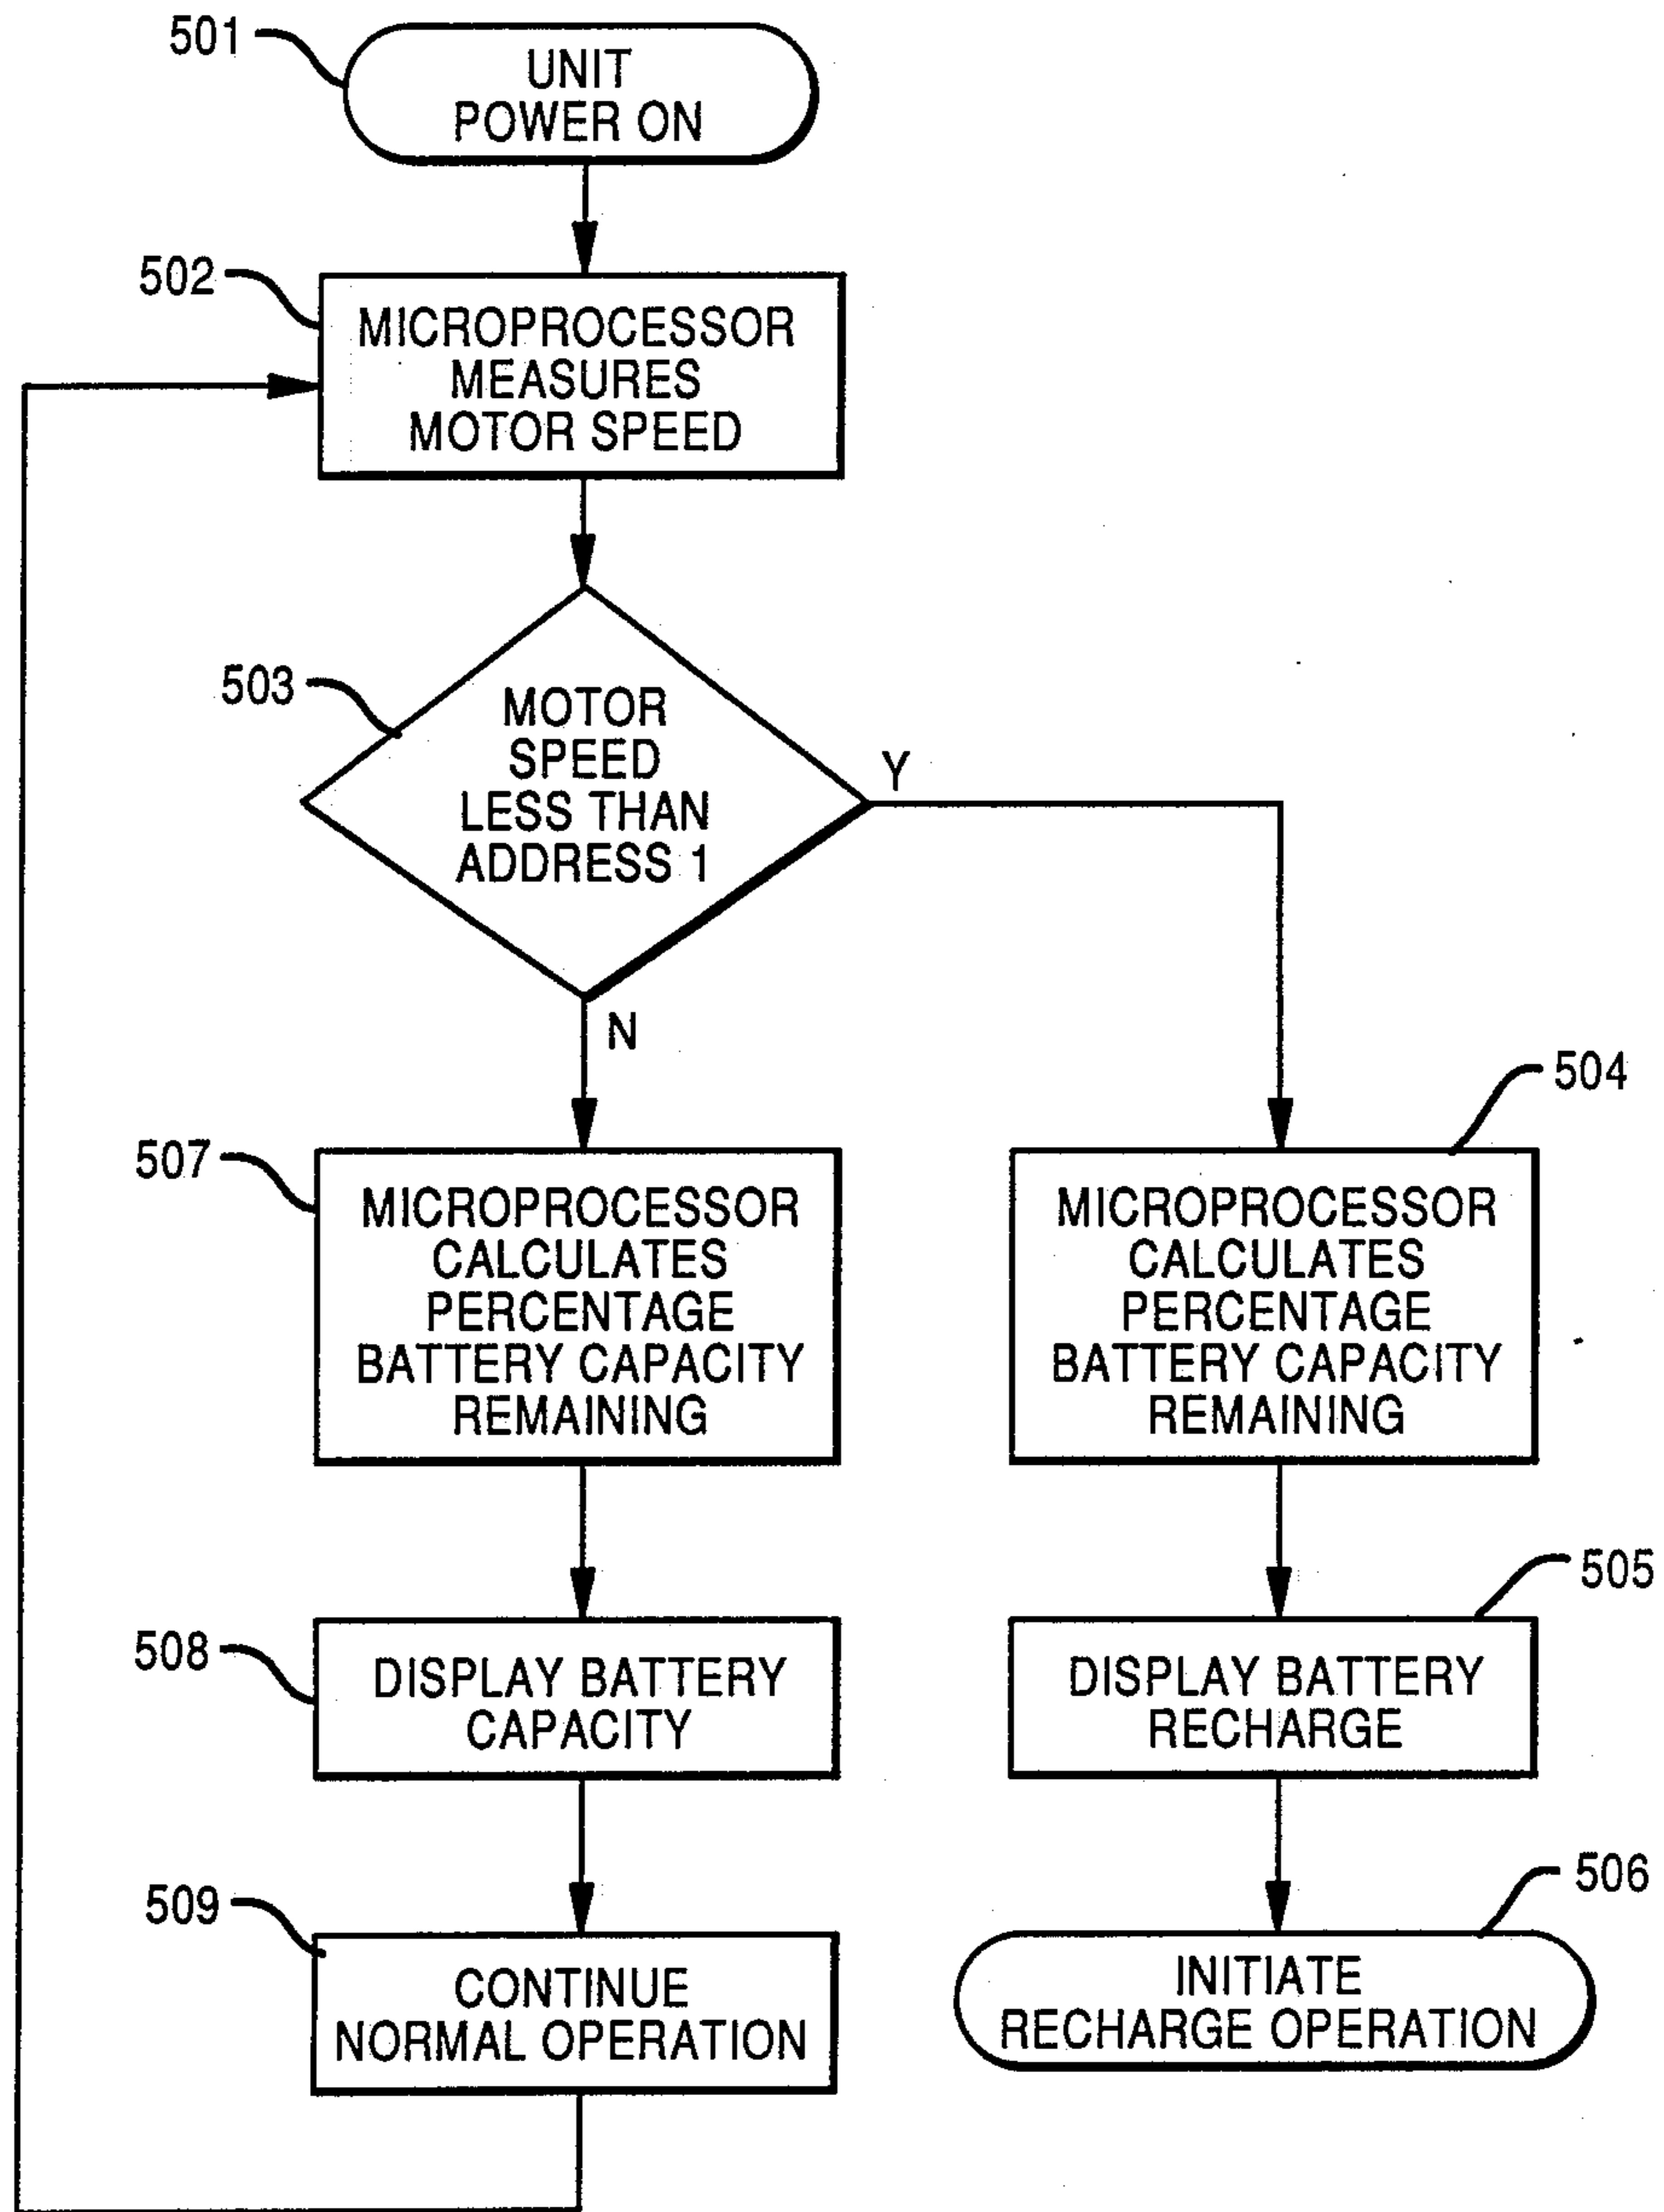 501
UNIT
POWER ON
502
MICROPROCESSOR
MEASURES
MOTOR SPEED
503
MOTOR
SPEED
LESS THAN
ADDRESS 1
Y
N
507
MICROPROCESSOR
CALCULATES
PERCENTAGE
BATTERY CAPACITY
REMAINING
504
MICROPROCESSOR
CALCULATES
PERCENTAGE
BATTERY CAPACITY
REMAINING
508
DISPLAY BATTERY
CAPACITY
505
DISPLAY BATTERY
RECHARGE
509
CONTINUE
NORMAL OPERATION
506
INITIATE
RECHARGE OPERATION